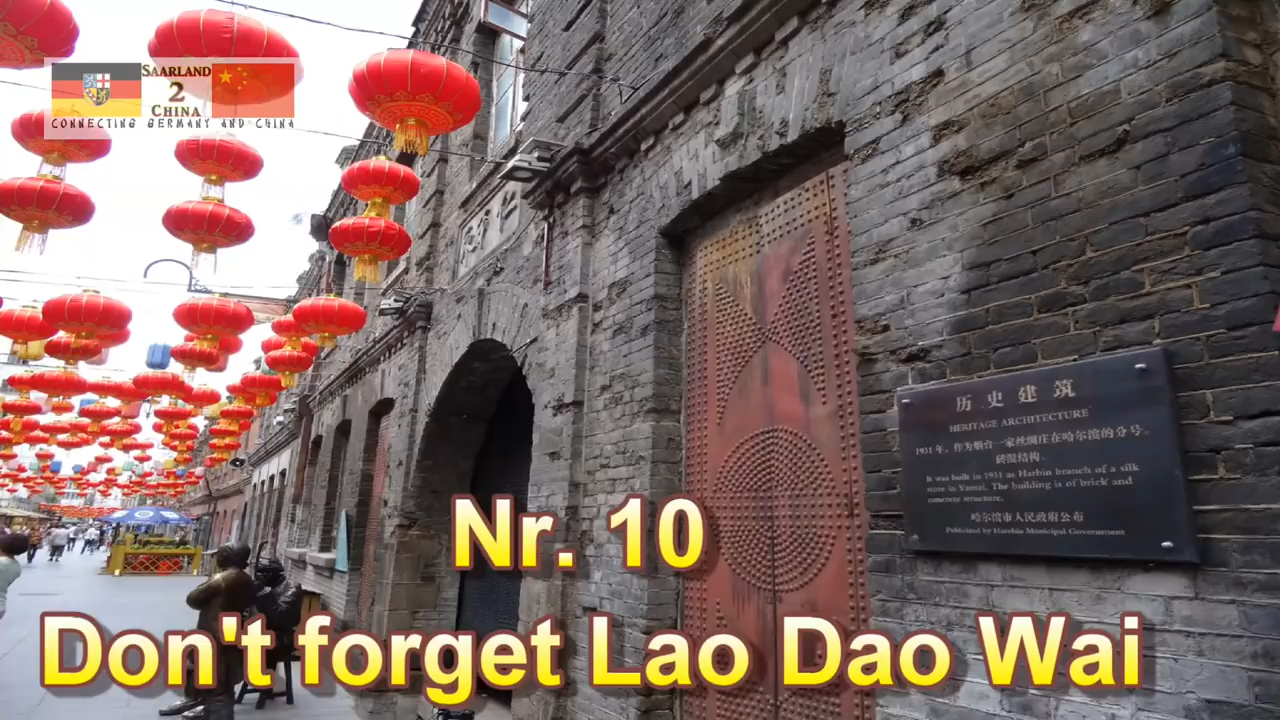 SAARLAND
2
CHINA
CONNECTING GERMANY AND CHINA
历史建筑
HERITAGE ARCHITECTURE
1931年，作为烟台一家丝绸庄在哈尔滨的分号。
砖混结构。
It was built in 1931 as Harbin branch of a silk
store in Yantai. The building is of brick and
concrete structure.
哈尔滨市人民政府公布
Publicized by Harbin Municipal Government
Nr. 10
Don't forget Lao Dao Wai